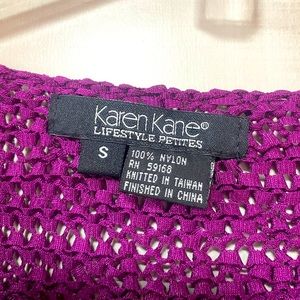 Karen Kane®
LIFESTYLE PETITES
S
100% NYLON
RN 59168
KNITTED IN TAIWAN
FINISHED IN CHINA